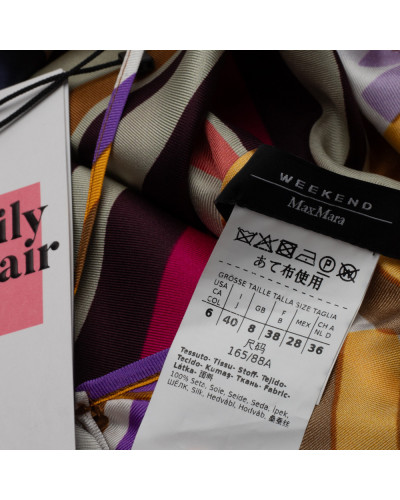 ily
air
WEEKEND
MaxMara
あて布使用
GRÖSSE TAILLE TALLA SIZE TAGLIA
USA CA COL I GB F B MEX CH A NL D
6 40 8 38 28 36
尺码
165/88A
Tessuto- Tissu- Stoff- Tejido-
Tecido- Kumaş- Ткань- Fabric-
Látka- 面料
100% Seta, Soie, Seide, Seda, İpek,
ШЁЛК, Silk, Hedvábí, Hodváb, 桑蚕丝